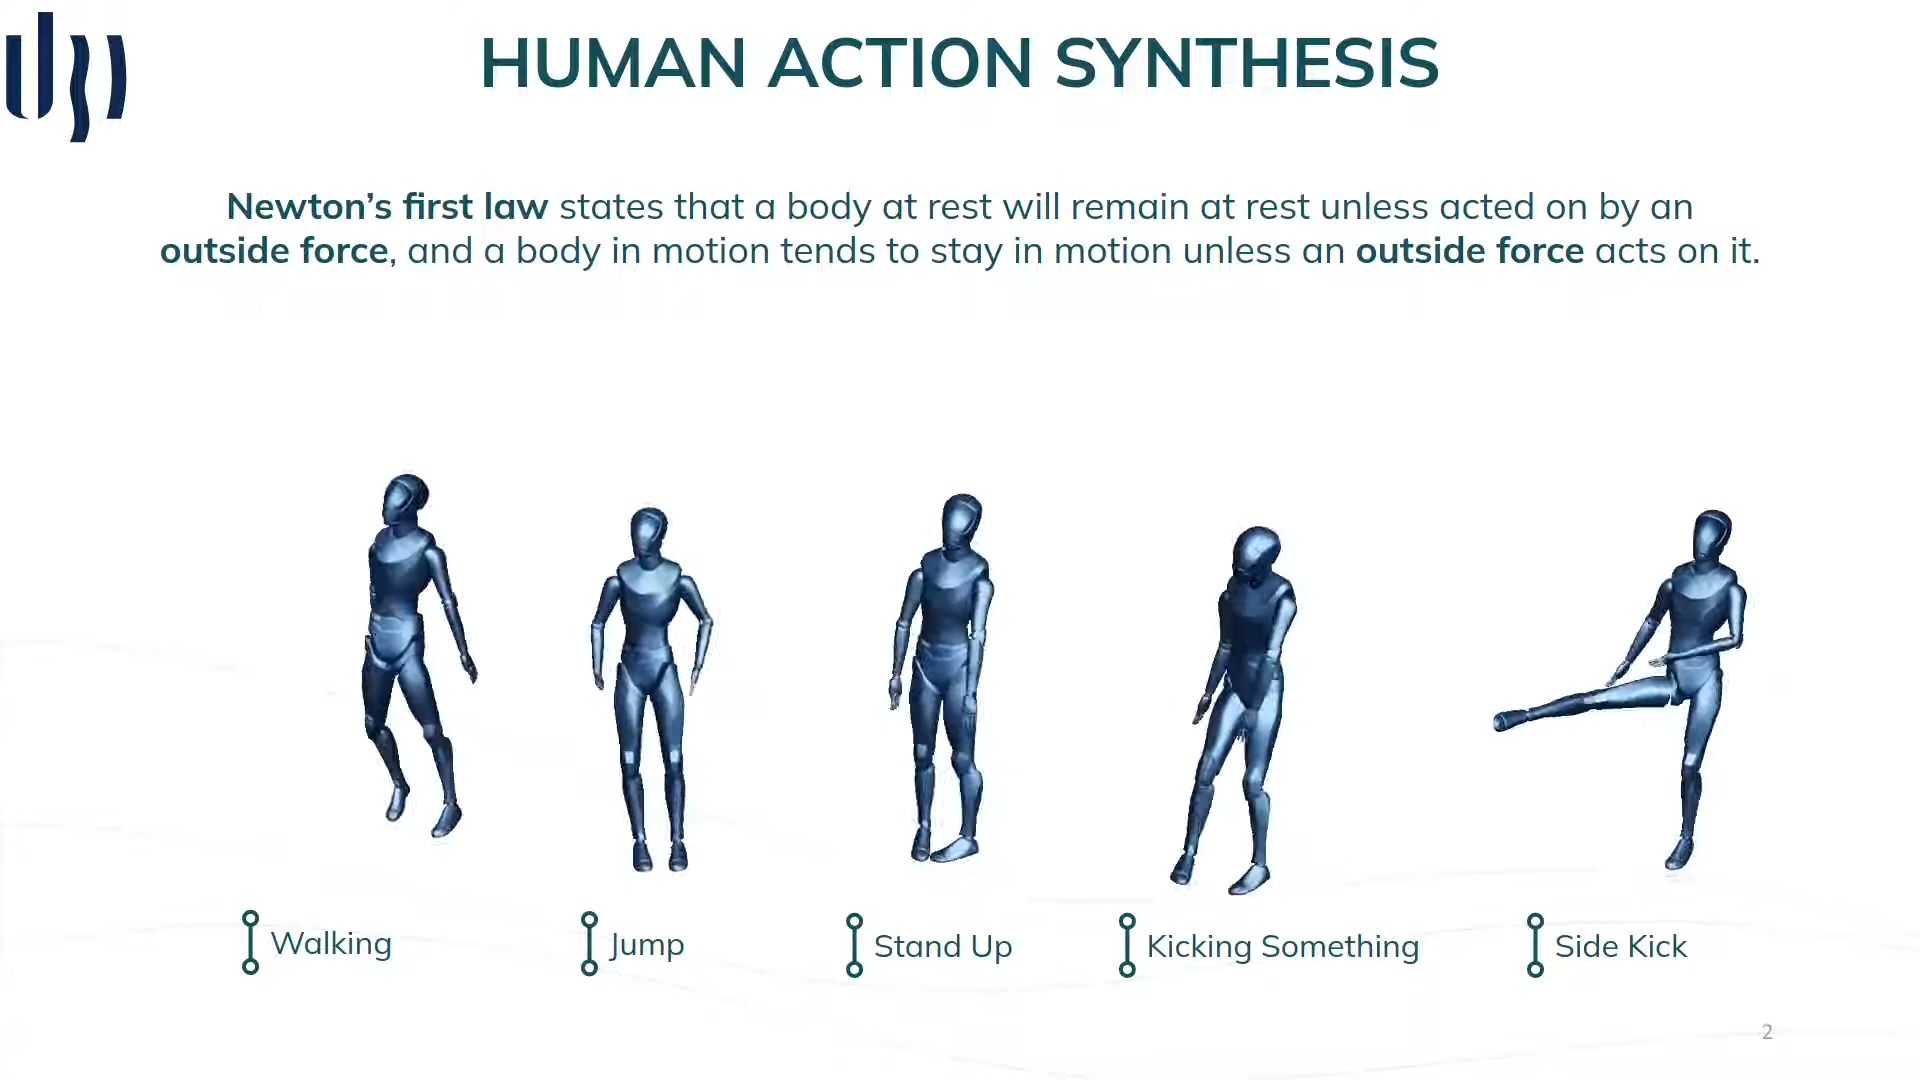 HUMAN ACTION SYNTHESIS
Newton’s first law states that a body at rest will remain at rest unless acted on by an
outside force, and a body in motion tends to stay in motion unless an outside force acts on it.
Walking
Jump
Stand Up
Kicking Something
Side Kick
2